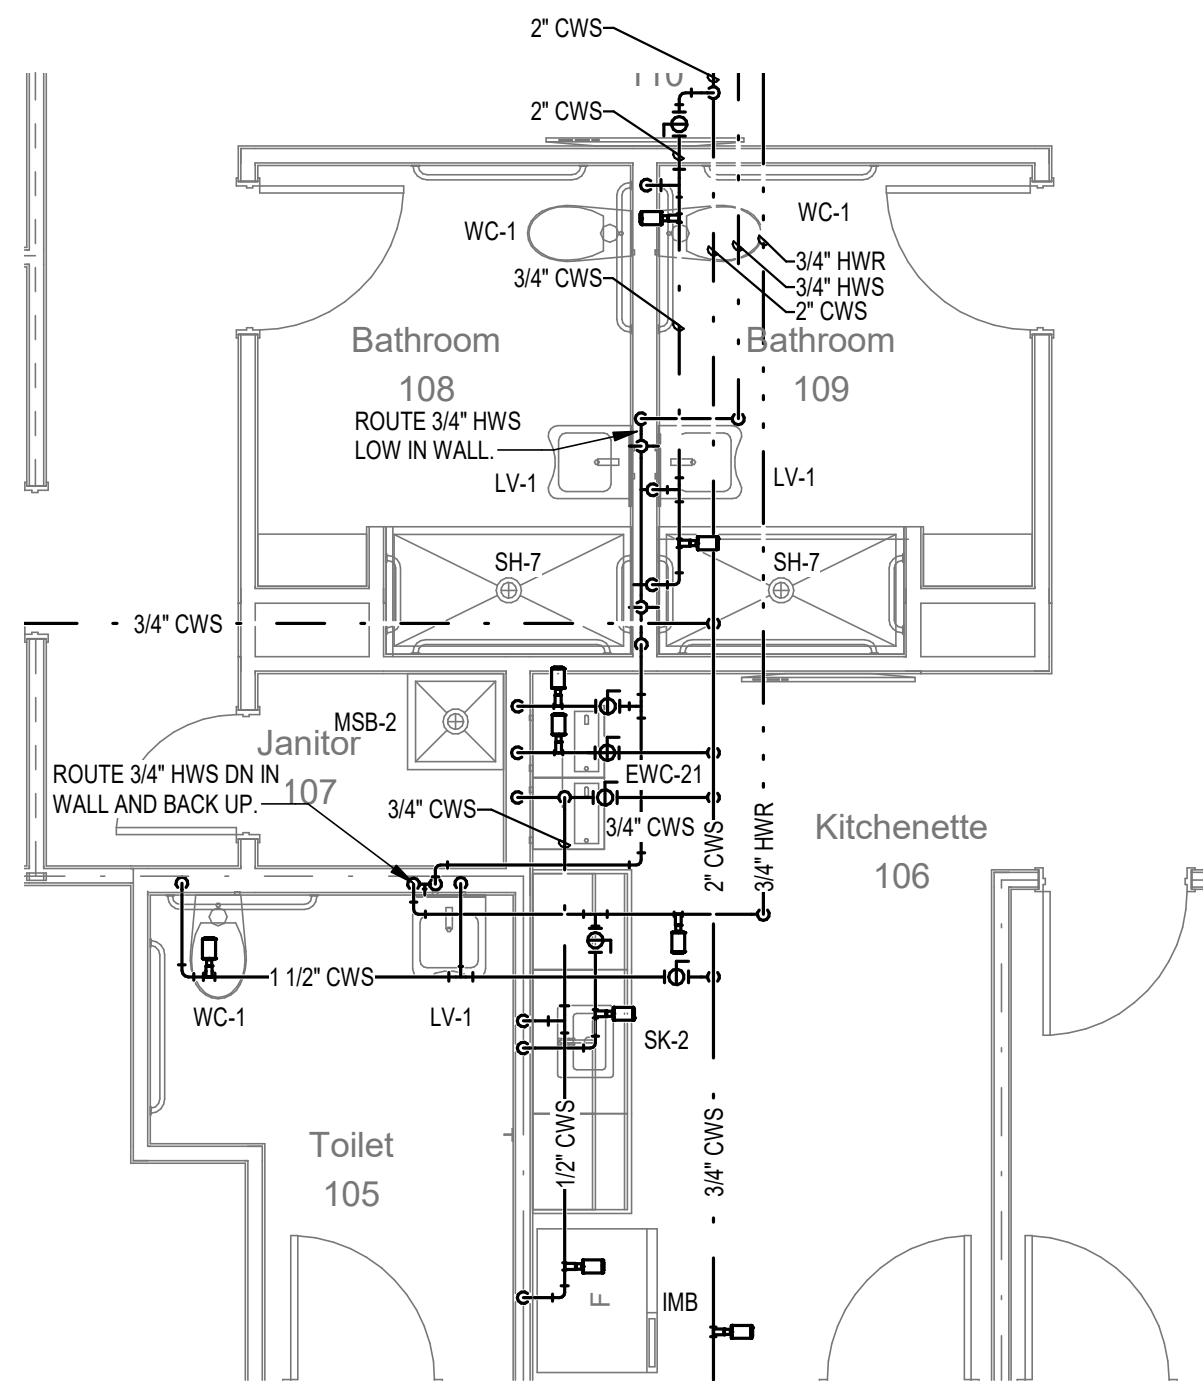 2" CWS
110
2" CWS
WC-1
WC-1
3/4" HWR
3/4" CWS
3/4" HWS
2" CWS
Bathroom
108
Bathroom
109
ROUTE 3/4" HWS
LOW IN WALL.
LV-1
LV-1
SH-7
SH-7
3/4" CWS
MSB-2
Janitor
107
EWC-21
ROUTE 3/4" HWS DN IN
WALL AND BACK UP.
3/4" CWS
3/4" CWS
2" CWS
3/4" HWR
Kitchenette
106
1 1/2" CWS
WC-1
LV-1
SK-2
1/2" CWS
3/4" CWS
Toilet
105
F
IMB